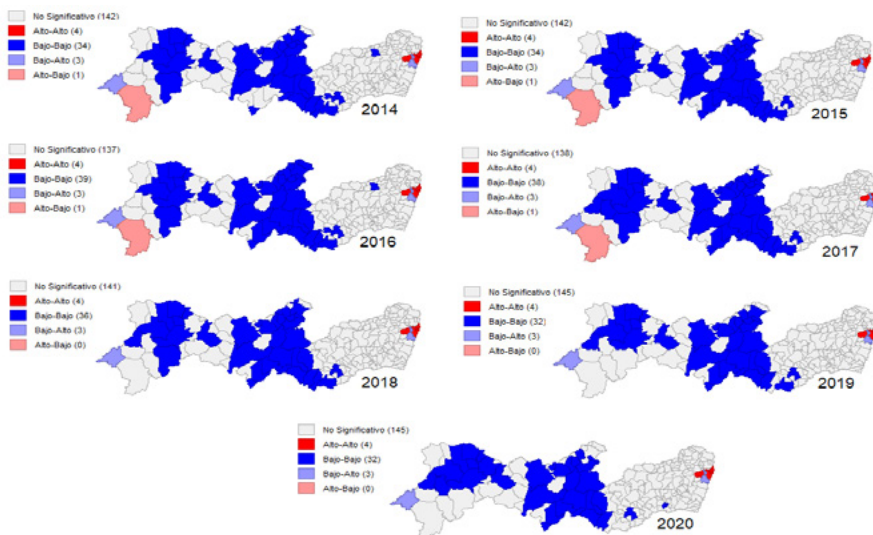 No Significativo (142)
Alto-Alto (4)
Bajo-Bajo (34)
Bajo-Alto (3)
Alto-Bajo (1)
2014
No Significativo (142)
Alto-Alto (4)
Bajo-Bajo (34)
Bajo-Alto (3)
Alto-Bajo (1)
2015
No Significativo (137)
Alto-Alto (4)
Bajo-Bajo (39)
Bajo-Alto (3)
Alto-Bajo (1)
2016
No Significativo (138)
Alto-Alto (4)
Bajo-Bajo (38)
Bajo-Alto (3)
Alto-Bajo (1)
2017
No Significativo (141)
Alto-Alto (4)
Bajo-Bajo (36)
Bajo-Alto (3)
Alto-Bajo (0)
2018
No Significativo (145)
Alto-Alto (4)
Bajo-Bajo (32)
Bajo-Alto (3)
Alto-Bajo (0)
2019
No Significativo (145)
Alto-Alto (4)
Bajo-Bajo (32)
Bajo-Alto (3)
Alto-Bajo (0)
2020